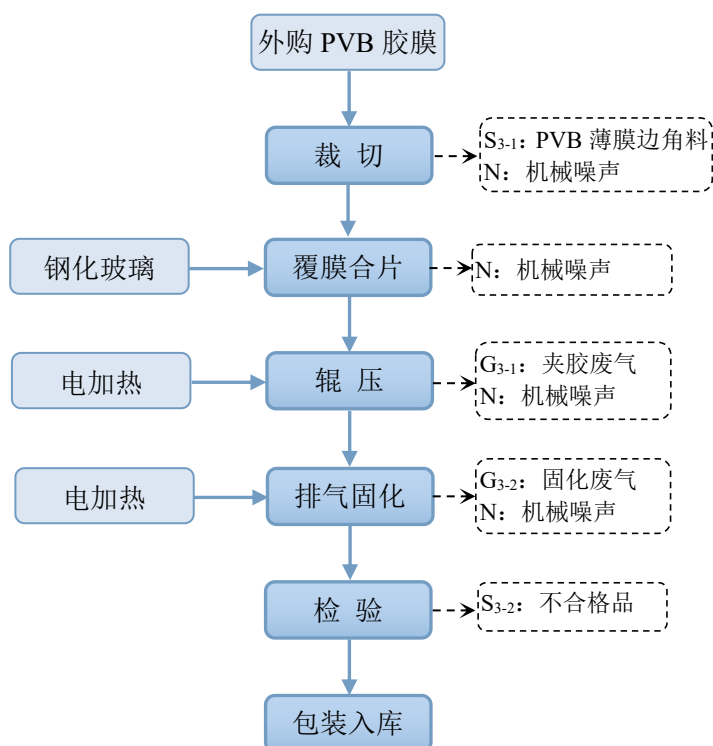 外购 PVB 胶膜
裁 切
S3-1：PVB 薄膜边角料
N：机械噪声
钢化玻璃
覆膜合片
N：机械噪声
电加热
辊 压
G3-1：夹胶废气
N：机械噪声
电加热
排气固化
G3-2：固化废气
N：机械噪声
检 验
S3-2：不合格品
包装入库